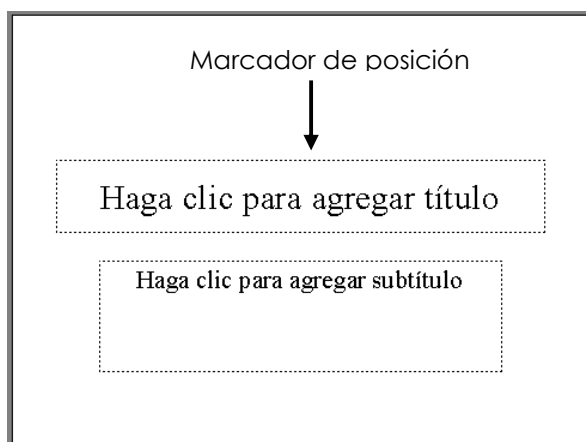 Marcador de posición
Haga clic para agregar título
Haga clic para agregar subtítulo